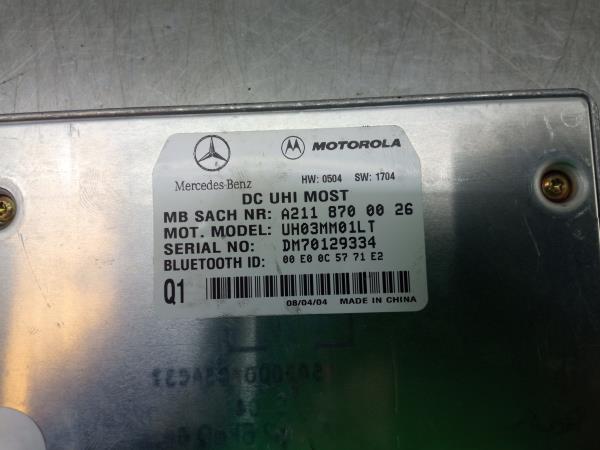 Mercedes-Benz
MOTOROLA
HW: 0504 SW: 1704
DC UHI MOST
MB SACH NR: A211 870 00 26
MOT. MODEL: UH03MM01LT
SERIAL NO: DM70129334
BLUETOOTH ID: 00 E0 0C 57 71 E2
Q1
08/04/04 MADE IN CHINA